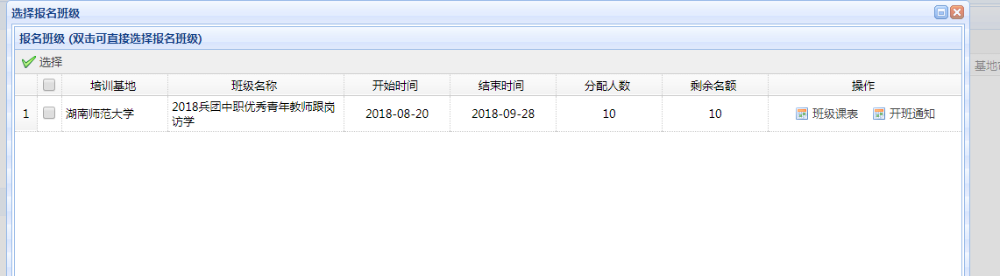 选择报名班级
报名班级 (双击可直接选择报名班级)
选择
培训基地 班级名称 开始时间 结束时间 分配人数 剩余名额 操作
1 湖南师范大学 2018兵团中职优秀青年教师跟岗 2018-08-20 2018-09-28 10 10 班级课表 开班通知
访学
基地